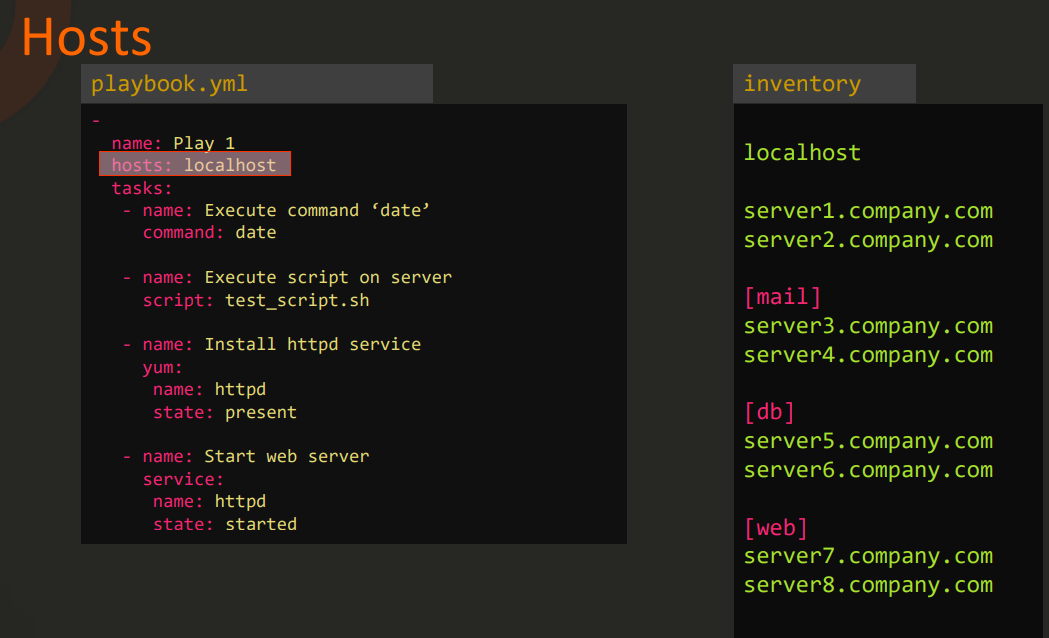 Hosts
playbook.yml
-
name: Play 1
hosts: localhost
tasks:
- name: Execute command ‘date’
command: date
- name: Execute script on server
script: test_script.sh
- name: Install httpd service
yum:
name: httpd
state: present
- name: Start web server
service:
name: httpd
state: started
inventory
localhost
server1.company.com
server2.company.com
[mail]
server3.company.com
server4.company.com
[db]
server5.company.com
server6.company.com
[web]
server7.company.com
server8.company.com